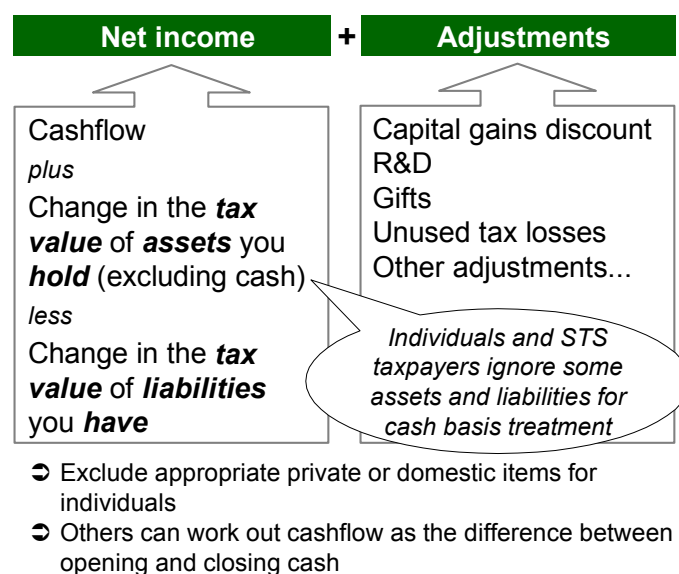 Net income + Adjustments
Cashflow
plus
Change in the tax
value of assets you
hold (excluding cash)
less
Change in the tax
value of liabilities
you have
Capital gains discount
R&D
Gifts
Unused tax losses
Other adjustments...
Individuals and STS
taxpayers ignore some
assets and liabilities for
cash basis treatment
➲ Exclude appropriate private or domestic items for
individuals
➲ Others can work out cashflow as the difference between
opening and closing cash